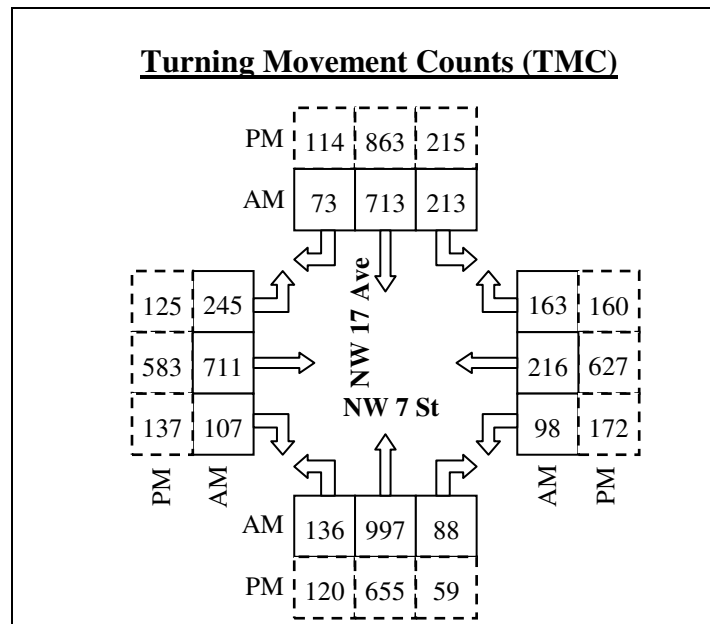 Turning Movement Counts (TMC)
PM 114 863 215
AM 73 713 213
NW 17 Ave
125 245 163 160
583 711 216 627
NW 7 St
137 107 98 172
PM AM AM PM
AM 136 997 88
PM 120 655 59